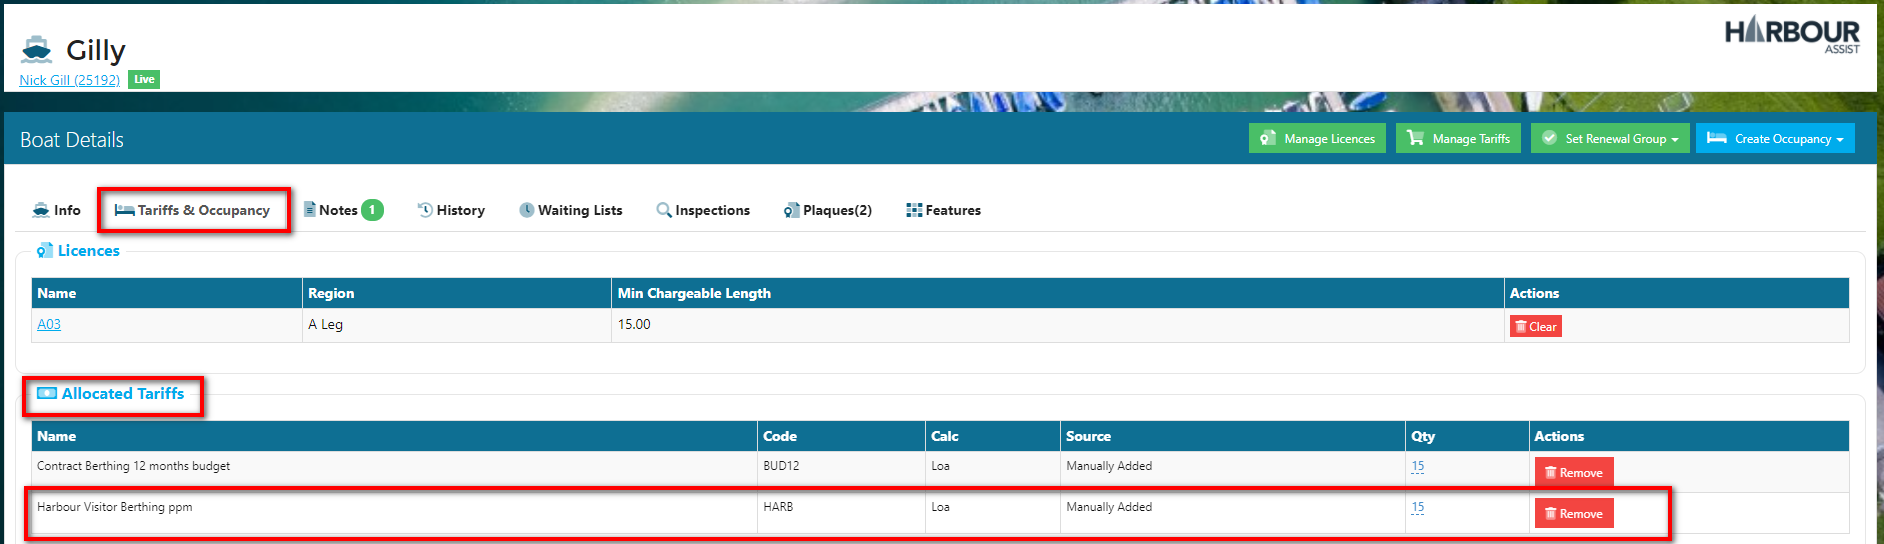 Gilly
HARBOUR
ASSIST
Nick Gill (25192) Live
Boat Details
Manage Licences Manage Tariffs Set Renewal Group Create Occupancy
Info Tariffs & Occupancy Notes 1 History Waiting Lists Inspections Plaques(2) Features
Licences
Name Region Min Chargeable Length Actions
A03 A Leg 15.00 Clear
Allocated Tariffs
Name Code Calc Source Qty Actions
Contract Berthing 12 months budget BUD12 Loa Manually Added 15 Remove
Harbour Visitor Berthing ppm HARB Loa Manually Added 15 Remove